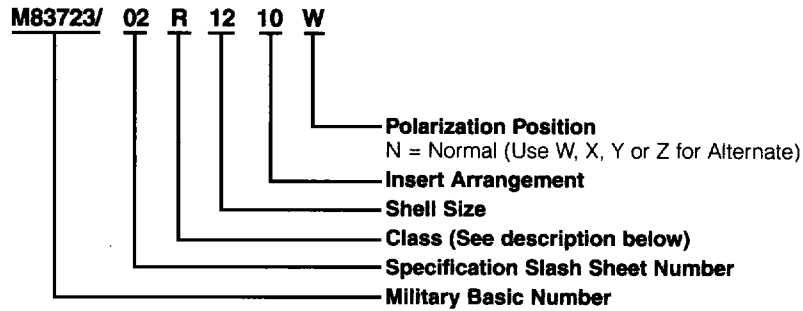 M83723/ 02 R 12 10 W
Polarization Position
N = Normal (Use W, X, Y or Z for Alternate)
Insert Arrangement
Shell Size
Class (See description below)
Specification Slash Sheet Number
Military Basic Number